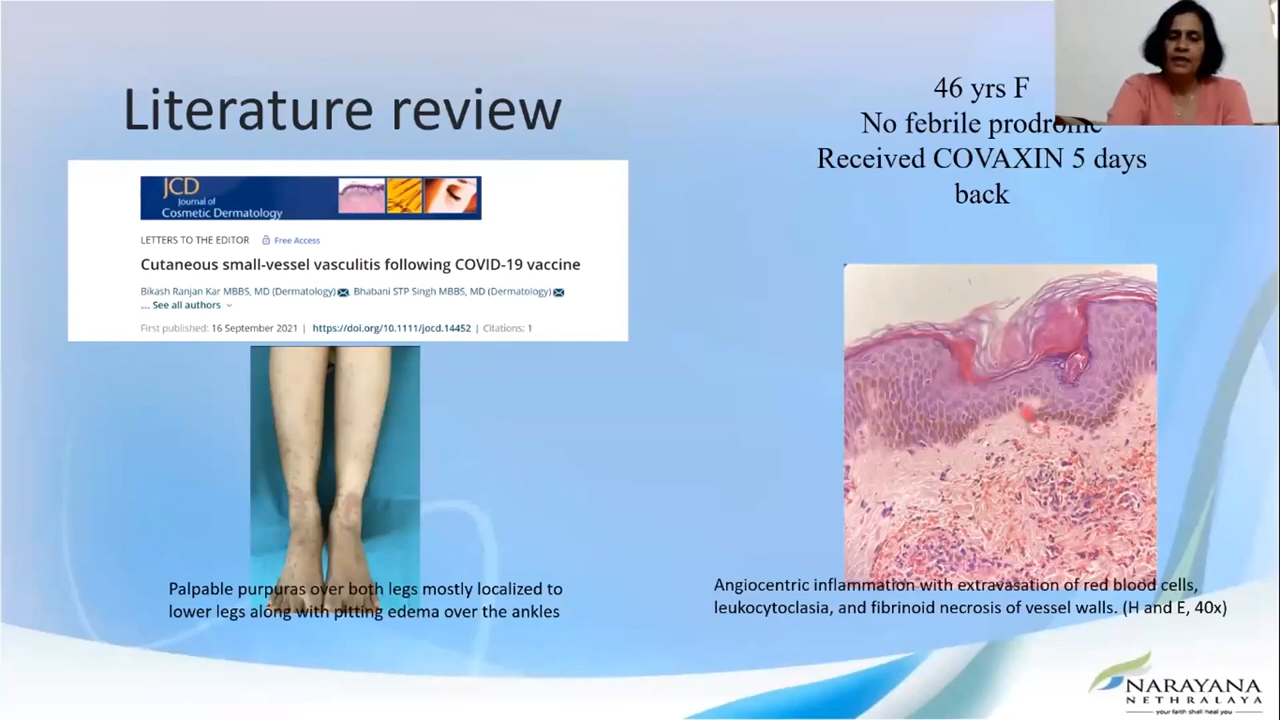 Literature review
46 yrs F
No febrile prodrome
Received COVAXIN 5 days
back
JCD
Journal of
Cosmetic Dermatology
LETTERS TO THE EDITOR Free Access
Cutaneous small-vessel vasculitis following COVID-19 vaccine
Bikash Ranjan Kar MBBS, MD (Dermatology) Bhabani STP Singh MBBS, MD (Dermatology)
... See all authors
First published: 16 September 2021 | https://doi.org/10.1111/jocd.14452 | Citations: 1
Palpable purpuras over both legs mostly localized to
lower legs along with pitting edema over the ankles
Angiocentric inflammation with extravasation of red blood cells,
leukocytoclasia, and fibrinoid necrosis of vessel walls. (H and E, 40x)
NARAYANA
NETHRALAYA
your faith shall heal you